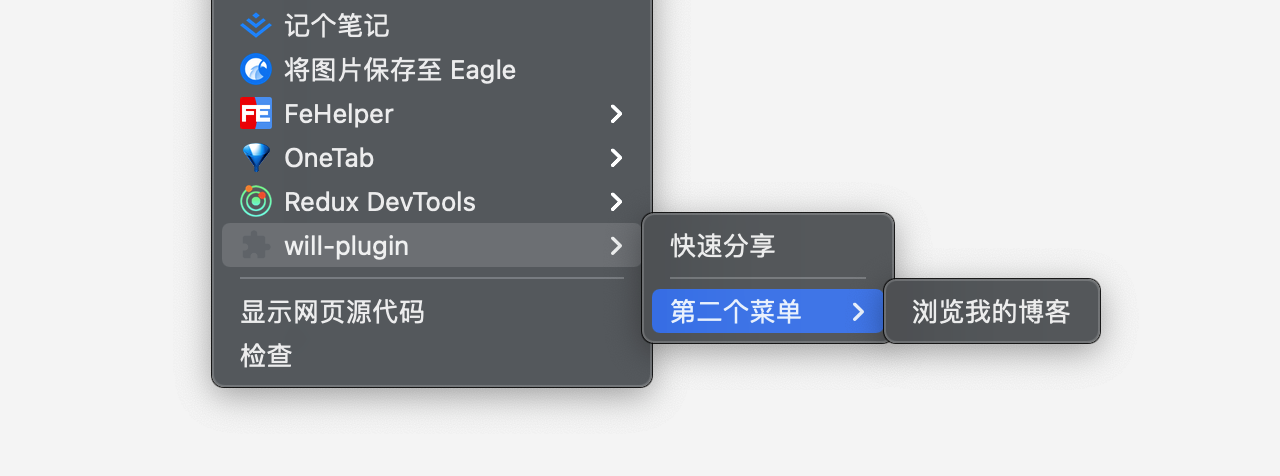 记个笔记
将图片保存至 Eagle
FE
FeHelper
OneTab
Redux DevTools
will-plugin
快速分享
显示网页源代码
第二个菜单
浏览我的博客
检查